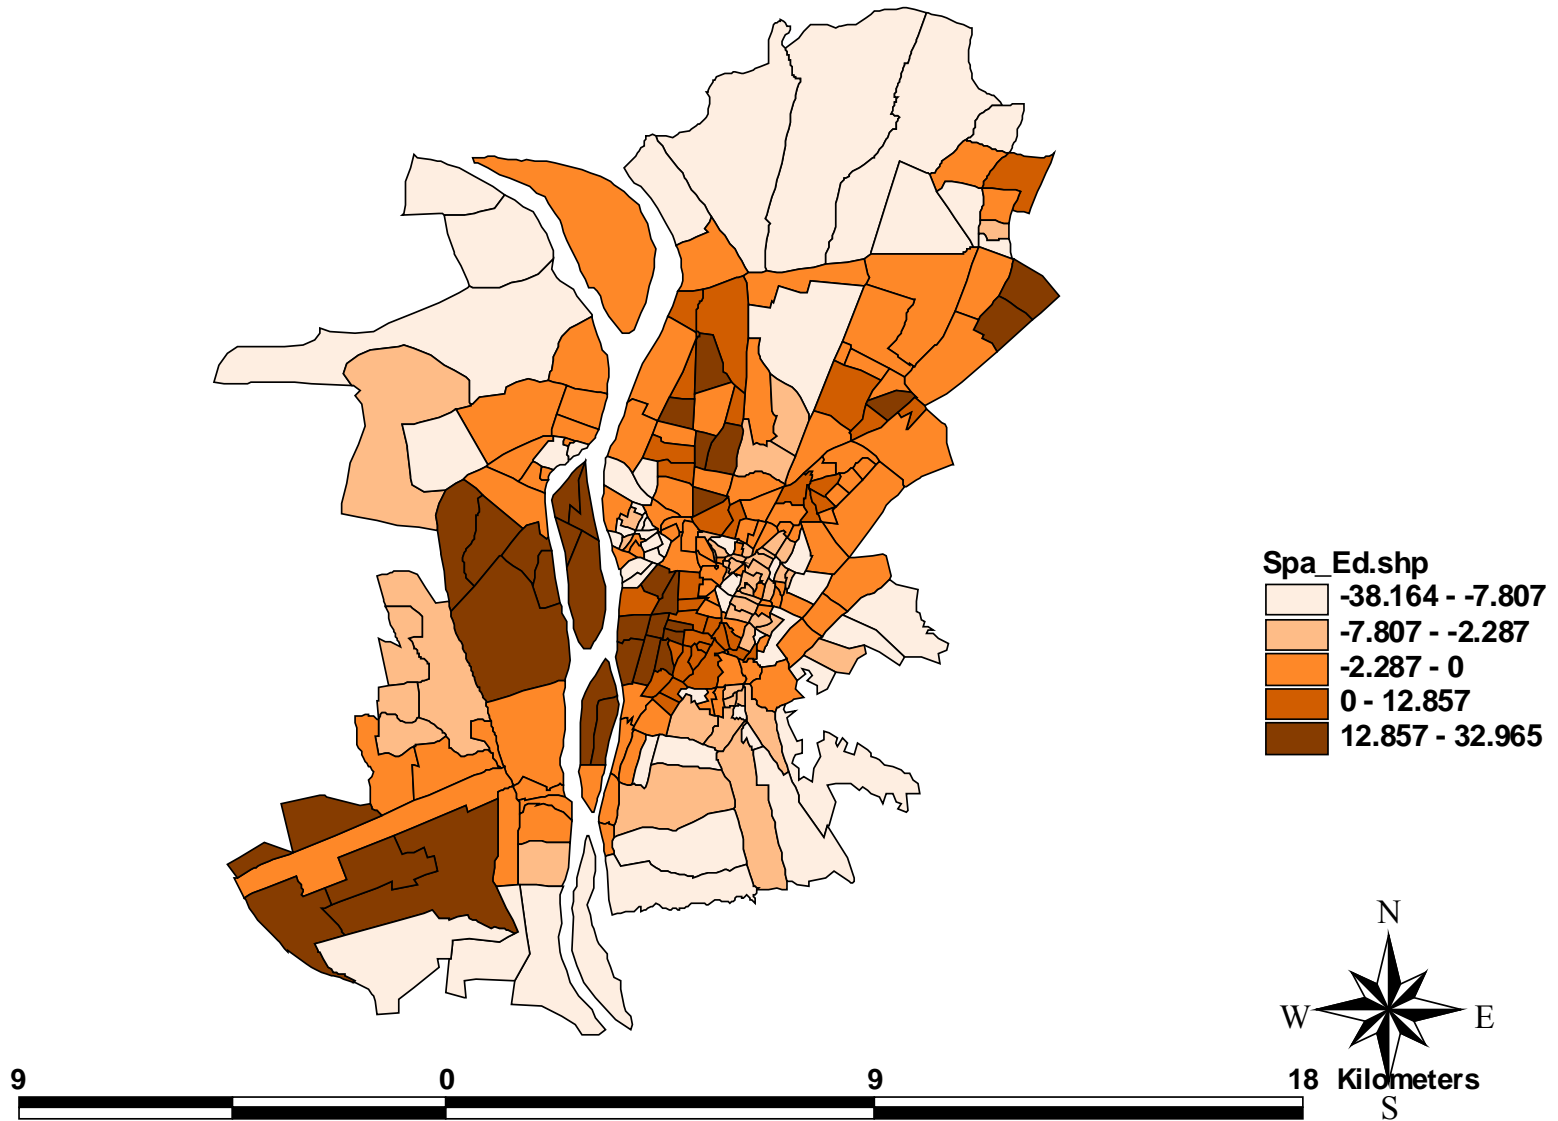 Spa_Ed.shp
-38.164 - -7.807
-7.807 - -2.287
-2.287 - 0
0 - 12.857
12.857 - 32.965
N
W E
S
9 0 9 18 Kilometers